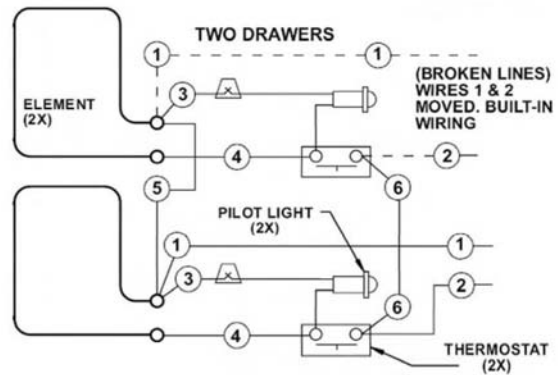 TWO DRAWERS
1
1
3
(BROKEN LINES)
WIRES 1 & 2
MOVED. BUILT-IN
WIRING
ELEMENT
(2X)
4
2
5
6
PILOT LIGHT
(2X)
1
1
3
2
6
4
THERMOSTAT
(2X)